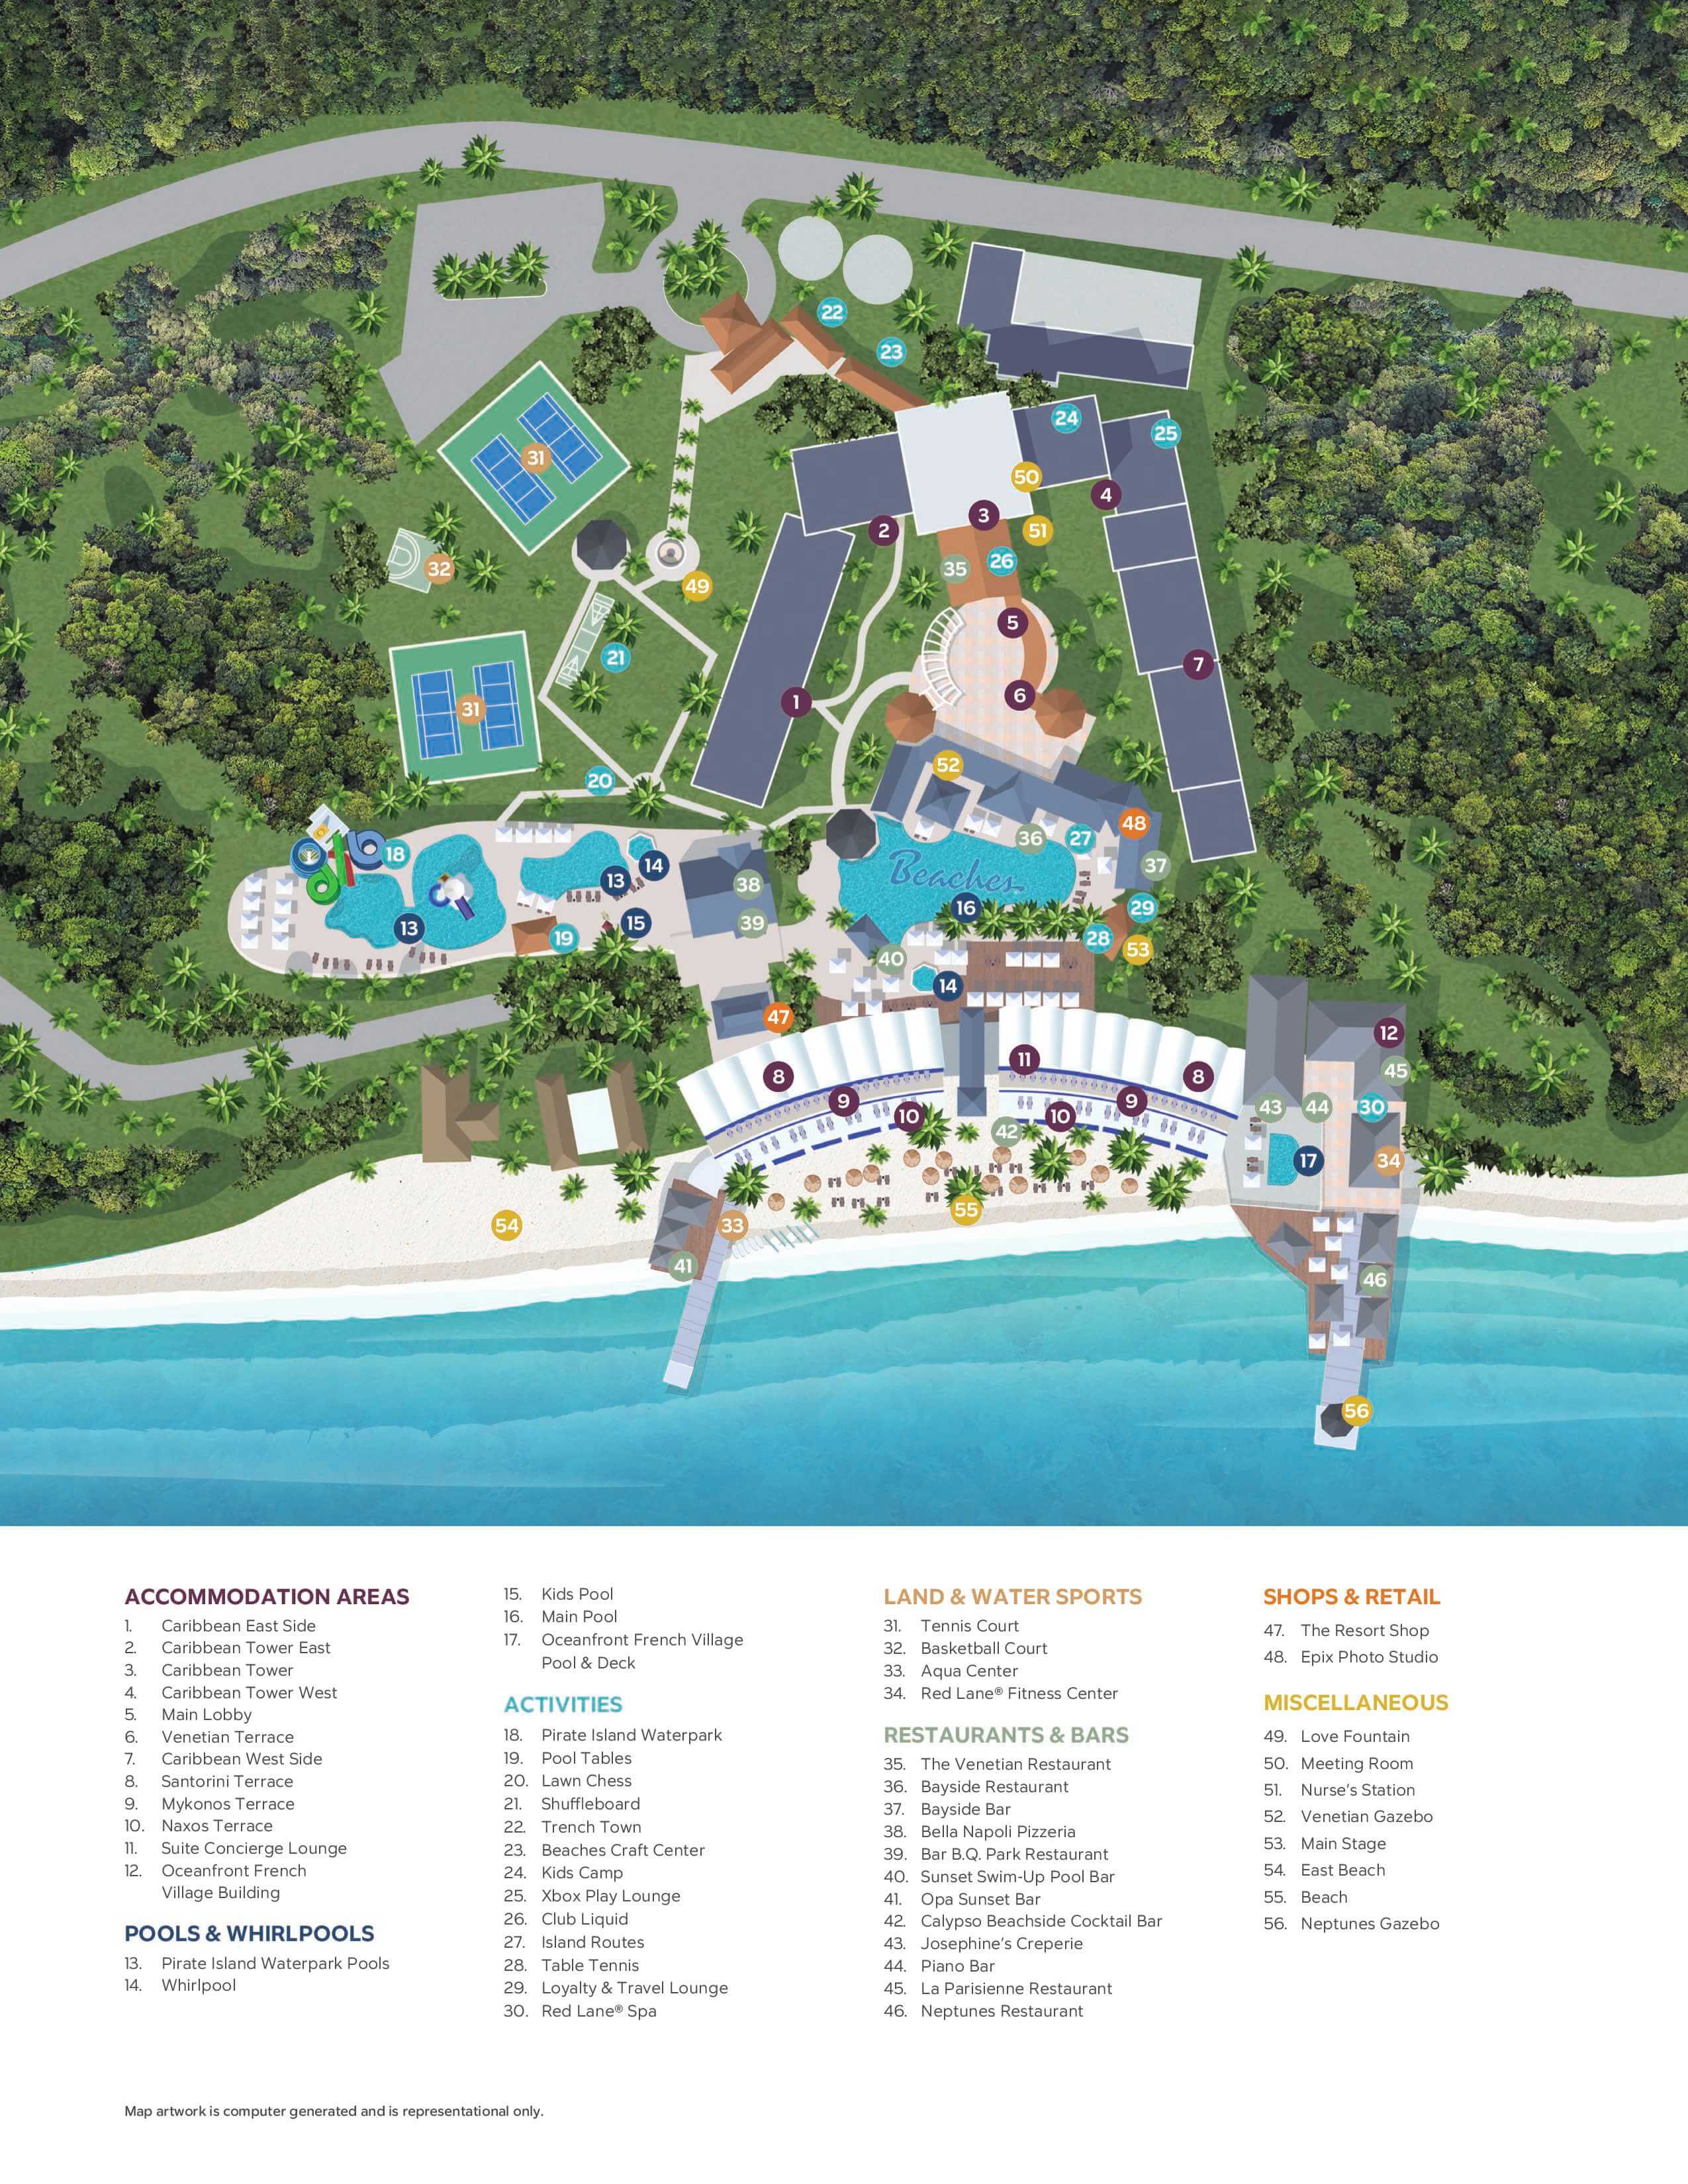 22
23
24
25
31
50
4
3
2
51
35
26
32
49
5
21
7
6
1
31
52
20
48
36
27
18
14
37
13
38
Beaches
16
29
39
15
13
19
28
53
40
14
47
12
11
45
8
8
9
9
43
44
30
10
10
42
17
34
55
54
33
41
46
56
ACCOMMODATION AREAS
1. Caribbean East Side
2. Caribbean Tower East
3. Caribbean Tower
4. Caribbean Tower West
5. Main Lobby
6. Venetian Terrace
7. Caribbean West Side
8. Santorini Terrace
9. Mykonos Terrace
10. Naxos Terrace
11. Suite Concierge Lounge
12. Oceanfront French
Village Building
POOLS & WHIRLPOOLS
13. Pirate Island Waterpark Pools
14. Whirlpool
15. Kids Pool
16. Main Pool
17. Oceanfront French Village
Pool & Deck
ACTIVITIES
18. Pirate Island Waterpark
19. Pool Tables
20. Lawn Chess
21. Shuffleboard
22. Trench Town
23. Beaches Craft Center
24. Kids Camp
25. Xbox Play Lounge
26. Club Liquid
27. Island Routes
28. Table Tennis
29. Loyalty & Travel Lounge
30. Red Lane® Spa
LAND & WATER SPORTS
31. Tennis Court
32. Basketball Court
33. Aqua Center
34. Red Lane® Fitness Center
RESTAURANTS & BARS
35. The Venetian Restaurant
36. Bayside Restaurant
37. Bayside Bar
38. Bella Napoli Pizzeria
39. Bar B.Q. Park Restaurant
40. Sunset Swim-Up Pool Bar
41. Opa Sunset Bar
42. Calypso Beachside Cocktail Bar
43. Josephine's Creperie
44. Piano Bar
45. La Parisienne Restaurant
46. Neptunes Restaurant
SHOPS & RETAIL
47. The Resort Shop
48. Epix Photo Studio
MISCELLANEOUS
49. Love Fountain
50. Meeting Room
51. Nurse's Station
52. Venetian Gazebo
53. Main Stage
54. East Beach
55. Beach
56. Neptunes Gazebo
Map artwork is computer generated and is representational only.